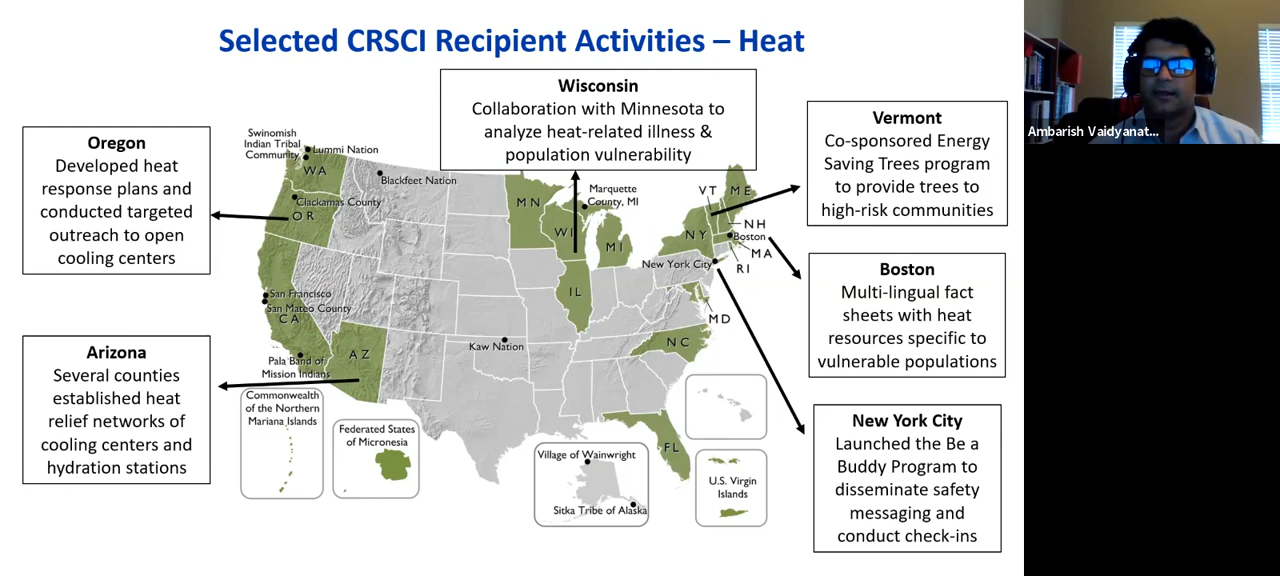 Selected CRSCI Recipient Activities – Heat
Oregon
Developed heat
response plans and
conducted targeted
outreach to open
cooling centers
Arizona
Several counties
established heat
relief networks of
cooling centers and
hydration stations
Wisconsin
Collaboration with Minnesota to
analyze heat-related illness &
population vulnerability
Vermont
Co-sponsored Energy
Saving Trees program
to provide trees to
high-risk communities
Boston
Multi-lingual fact
sheets with heat
resources specific to
vulnerable populations
New York City
Launched the Be a
Buddy Program to
disseminate safety
messaging and
conduct check-ins
Swinomish
Indian Tribal
Community
Lummi Nation
WA
Blackfeet Nation
Clackamas County
OR
San Francisco
San Mateo County
CA
Pala Band of
Mission Indians
AZ
Kaw Nation
MN
WI
Marquette
County, MI
MI
IL
VT
ME
NH
NY
Boston
MA
New York City
RI
MD
NC
FL
Commonwealth
of the Northern
Mariana Islands
Federated States
of Micronesia
Village of Wainwright
Sitka Tribe of Alaska
U.S. Virgin
Islands
Ambarish Vaidyanat...